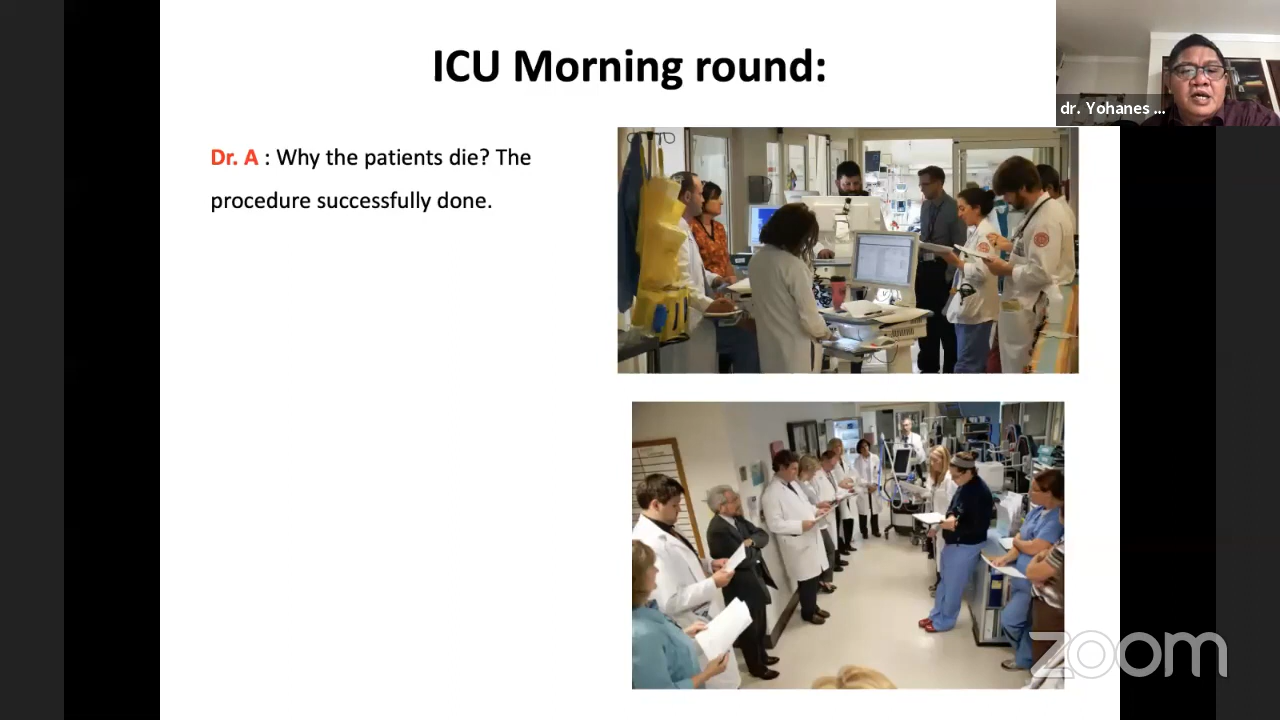 ICU Morning round:
dr. Yohanes ...
Dr. A : Why the patients die? The
procedure successfully done.
zoom